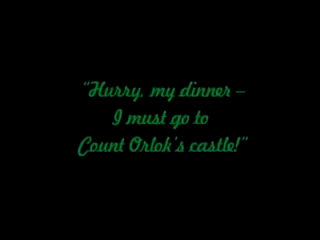 "Hurry, my dinner –
I must go to
Count Orlok's castle!"